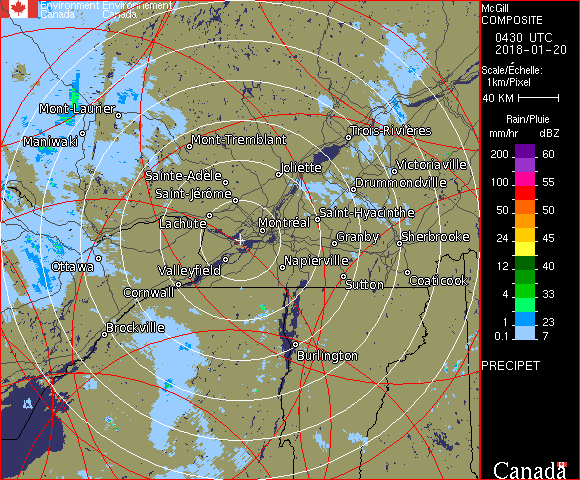 Environment Environnement
Canada Canada
McGill
COMPOSITE
0430 UTC
2018-01-20
Scale/Échelle:
1km/Pixel
40 KM
Rain/Pluie
mm/hr dBZ
200 60
150 57
100 55
50 50
24 45
12 40
4 33
1 23
0.1 7
PRECIPET
Canada
Mont-Laurier
Maniwaki
Mont-Tremblant
Trois-Rivières
Sainte-Adèle
Joliette
Victoriaville
Saint-Jérôme
Drummondville
Lachute
Montréal
Saint-Hyacinthe
Granby
Sherbrooke
Ottawa
Valleyfield
Napierville
Cornwall
Sutton
Coaticook
Brockville
Burlington